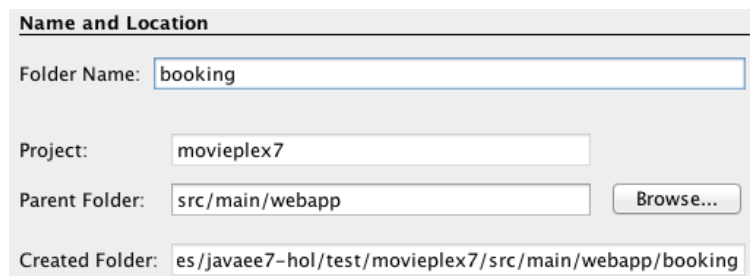 Name and Location
Folder Name: booking
Project: movieplex7
Parent Folder: src/main/webapp Browse...
Created Folder: es/javaee7-hol/test/movieplex7/src/main/webapp/booking